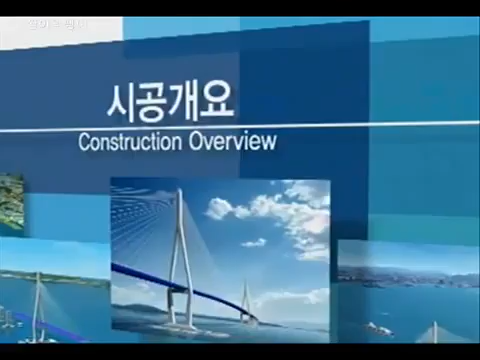 시공개요
Construction Overview